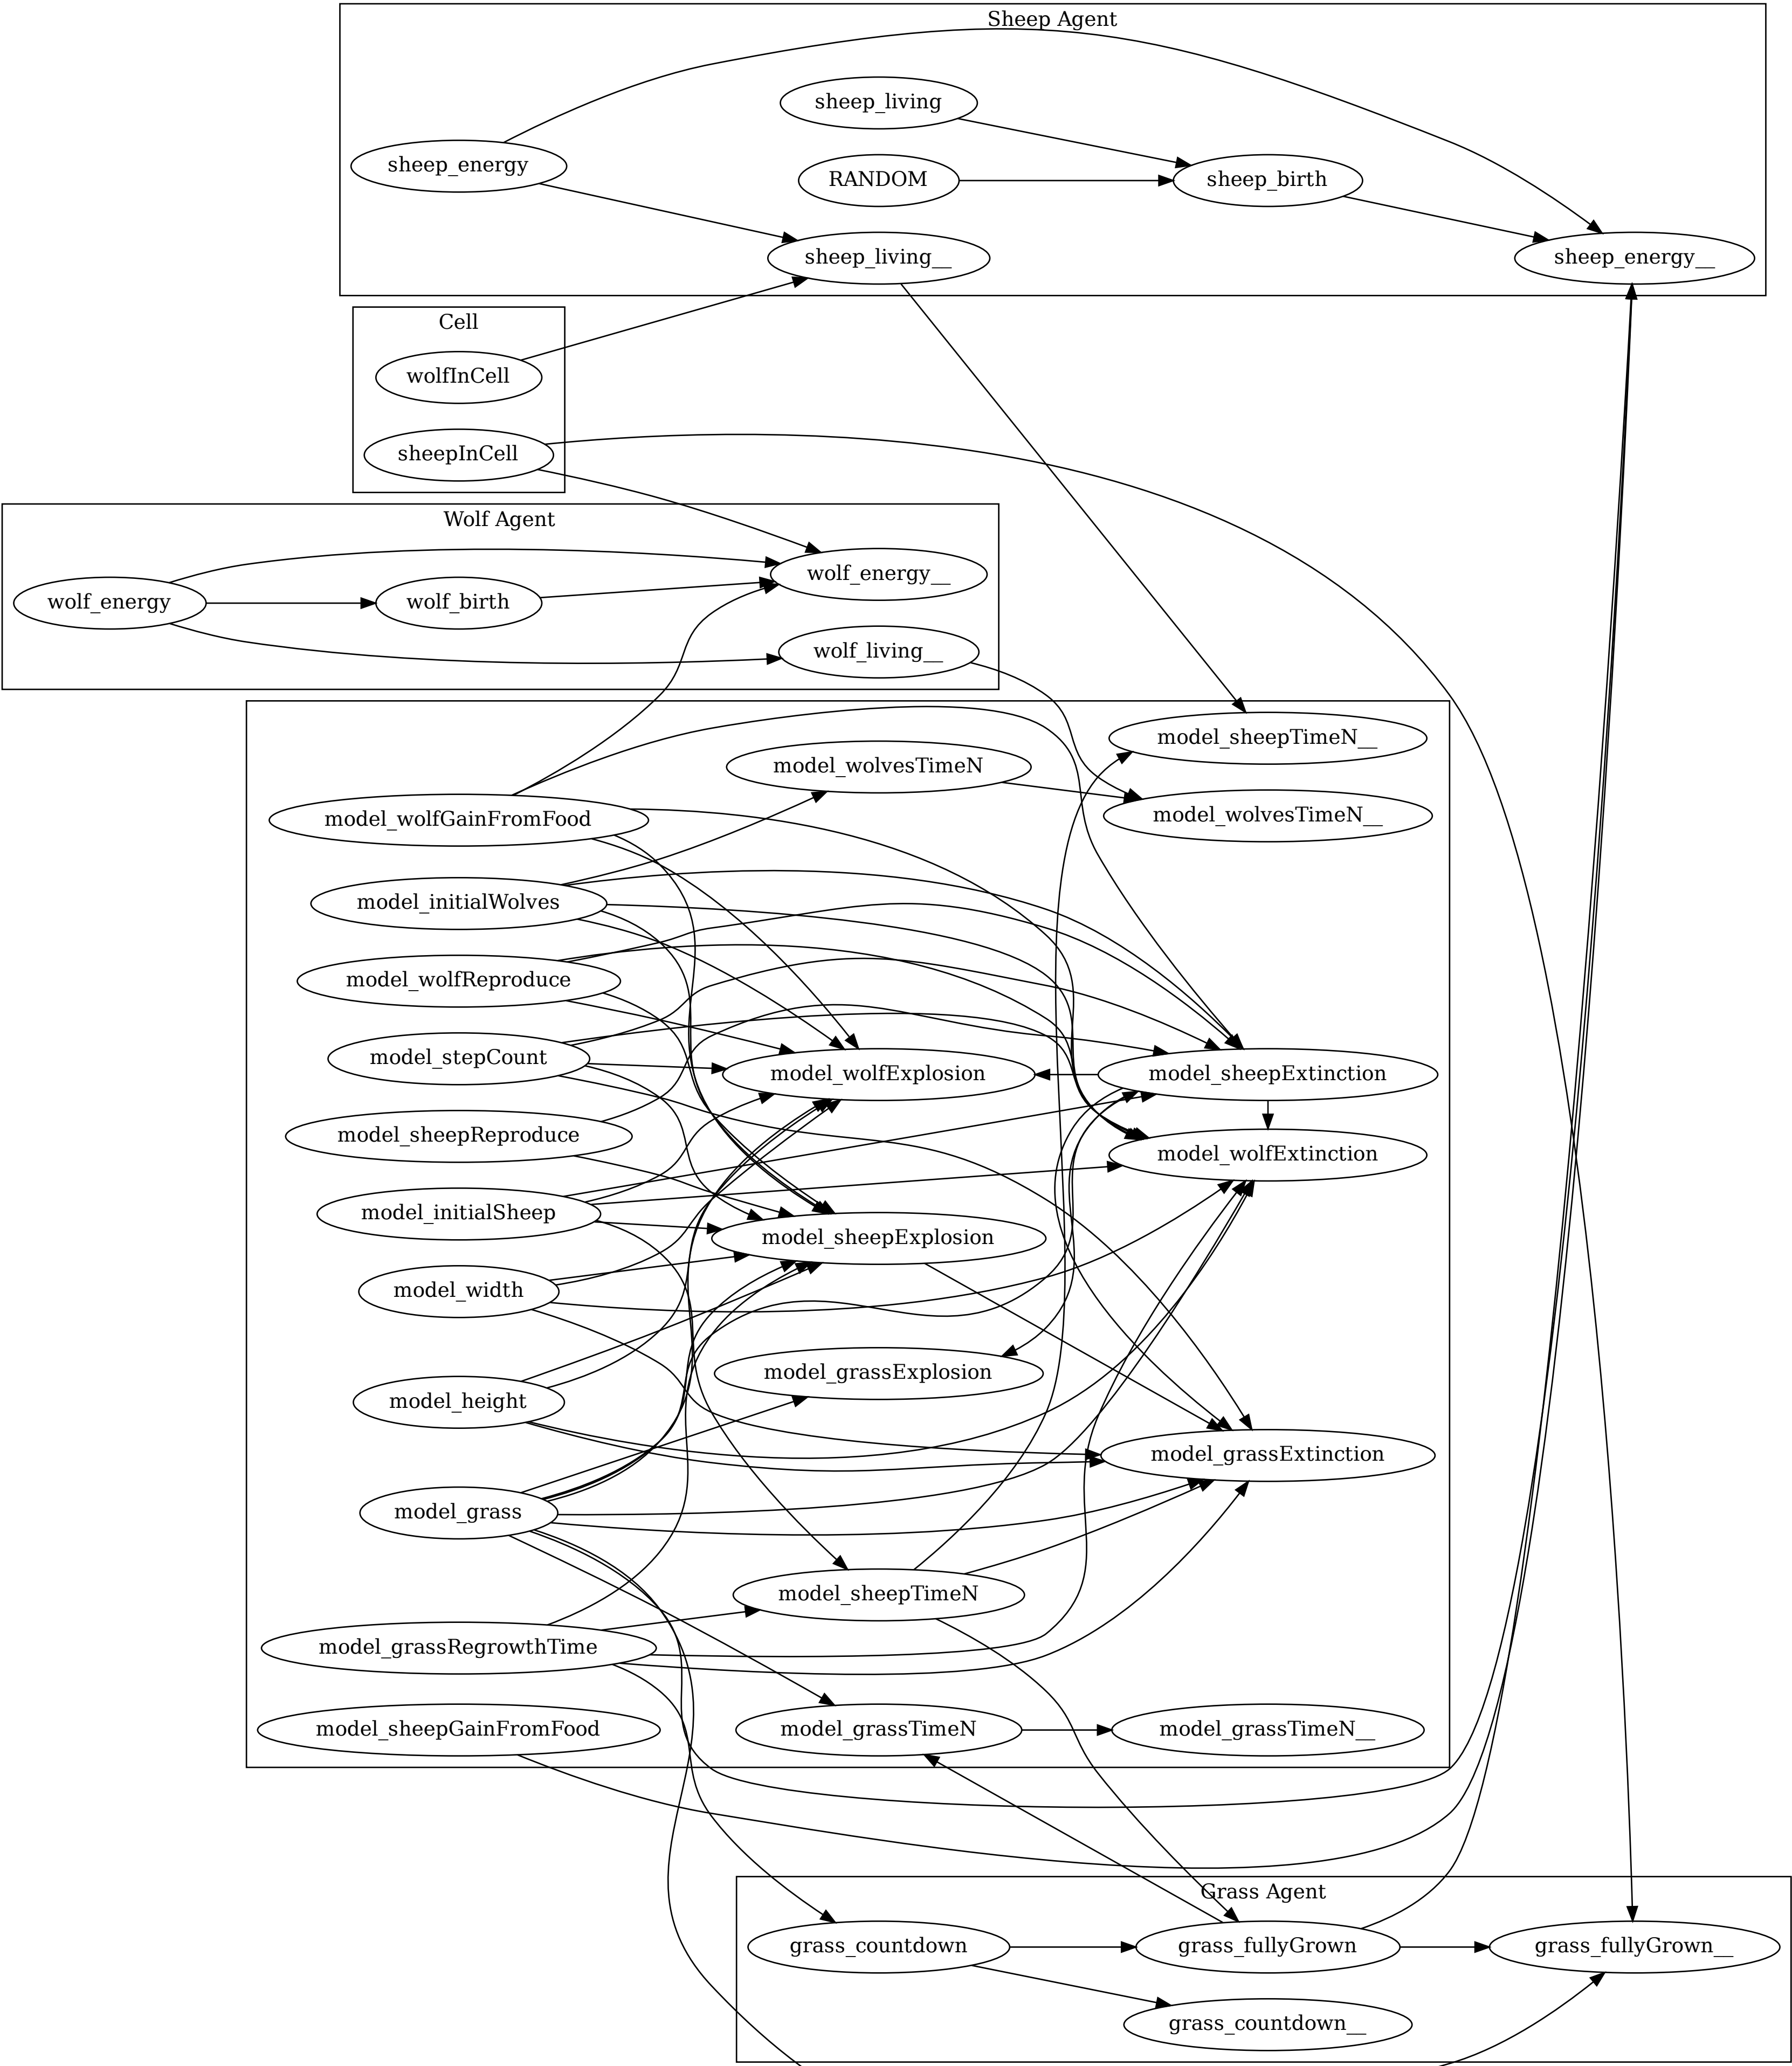 Sheep Agent
sheep_living
sheep_energy
RANDOM
sheep_birth
sheep_living__
sheep_energy__
Cell
wolfInCell
sheepInCell
Wolf Agent
wolf_energy__
wolf_energy
wolf_birth
wolf_living__
model_sheepTimeN__
model_wolvesTimeN
model_wolfGainFromFood
model_wolvesTimeN__
model_initialWolves
model_wolfReproduce
model_stepCount
model_wolfExplosion
model_sheepExtinction
model_sheepReproduce
model_wolfExtinction
model_initialSheep
model_sheepExplosion
model_width
model_grassExplosion
model_height
model_grassExtinction
model_grass
model_sheepTimeN
model_grassRegrowthTime
model_sheepGainFromFood
model_grassTimeN
model_grassTimeN__
Grass Agent
grass_countdown
grass_fullyGrown
grass_fullyGrown__
grass_countdown__